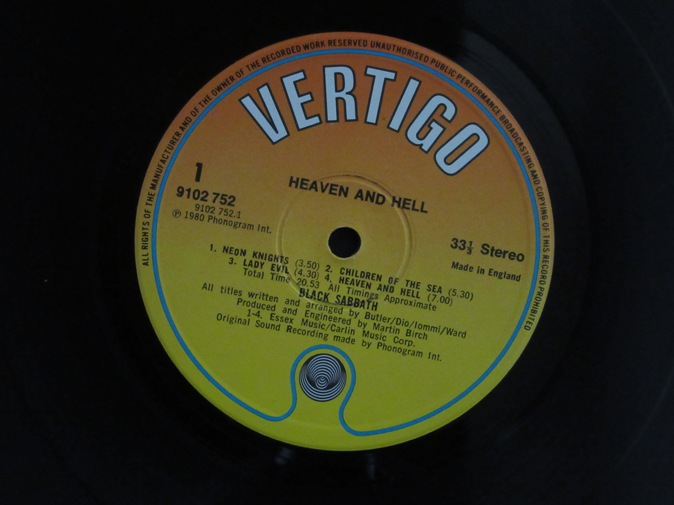 ALL RIGHTS OF THE MANUFACTURER AND OF THE OWNER OF THE RECORDED WORK RESERVED UNAUTHORISED PUBLIC PERFORMANCE BROADCASTING AND COPYING OF THIS RECORD PROHIBITED
VERTIGO
1
9102 752
9102 752.1
℗ 1980 Phonogram Int.
HEAVEN AND HELL
33⅓ Stereo
Made in England
1. NEON KNIGHTS (3.50) 2. CHILDREN OF THE SEA (5.30)
3. LADY EVIL (4.30) 4. HEAVEN AND HELL (7.00)
Total Time 20.53 All Timings Approximate
BLACK SABBATH
All titles written and arranged by Butler/Dio/Iommi/Ward
Produced and Engineered by Martin Birch
1-4. Essex Music/Carlin Music Corp.
Original Sound Recording made by Phonogram Int.